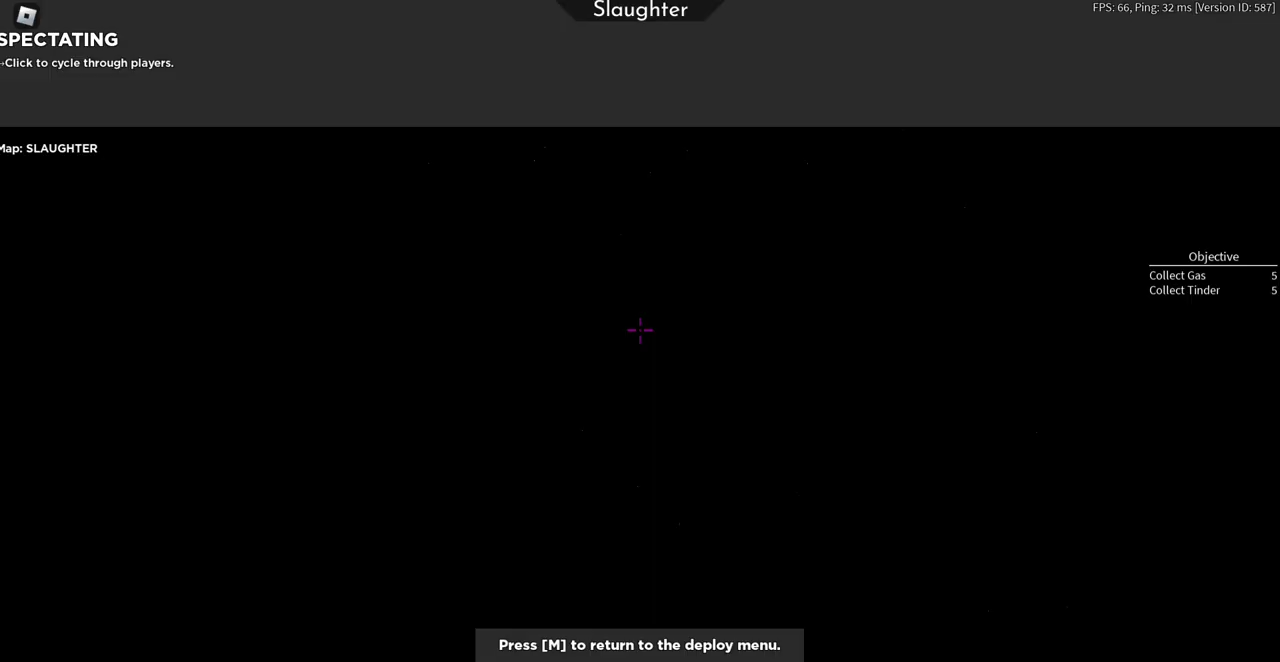 Slaughter
FPS: 66, Ping: 32 ms [Version ID: 587]
SPECTATING
Click to cycle through players.
Map: SLAUGHTER
Objective
Collect Gas 5
Collect Tinder 5
Press [M] to return to the deploy menu.